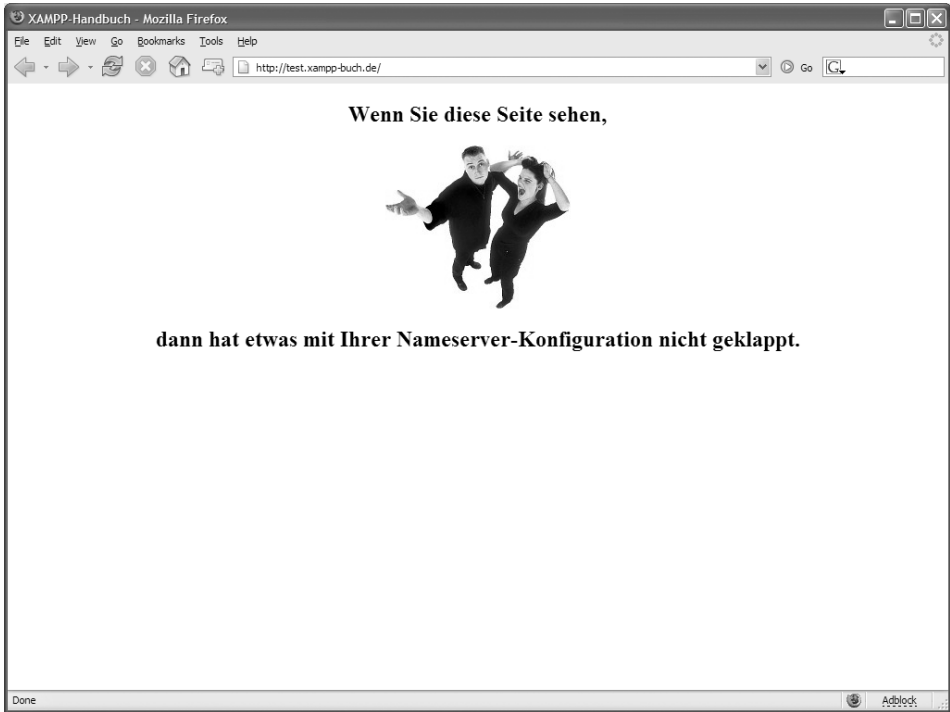 XAMPP-Handbuch - Mozilla Firefox
File Edit View Go Bookmarks Tools Help
http://test.xampp-buch.de/ Go G
Wenn Sie diese Seite sehen,
dann hat etwas mit Ihrer Nameserver-Konfiguration nicht geklappt.
Done Adblock